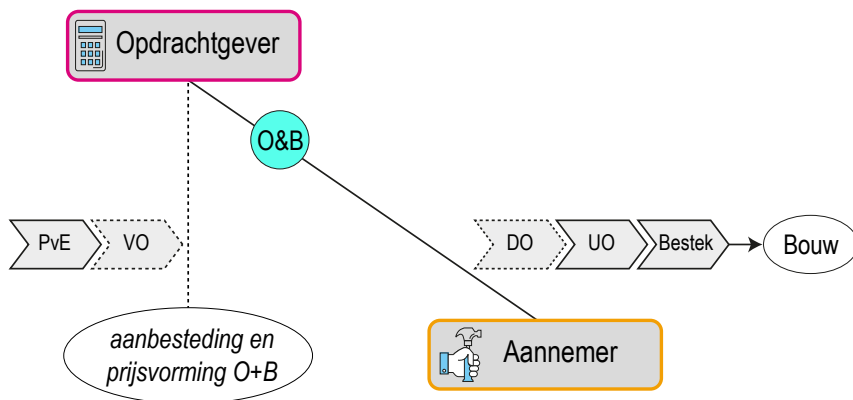 Opdrachtgever
O&B
PvE
VO
DO
UO
Bestek
Bouw
aanbesteding en
prijsvorming O+B
Aannemer